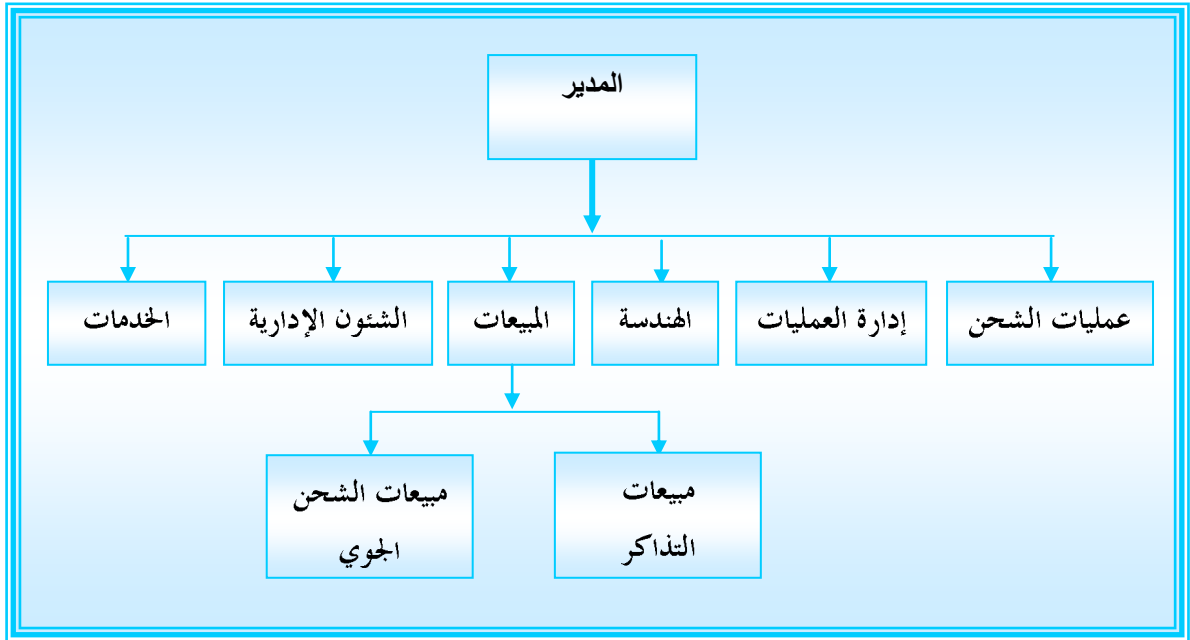 المدير
عمليات الشحن
إدارة العمليات
الهندسة
المبيعات
الشئون الإدارية
الخدمات
مبيعات
التذاكر
مبيعات الشحن
الجوي